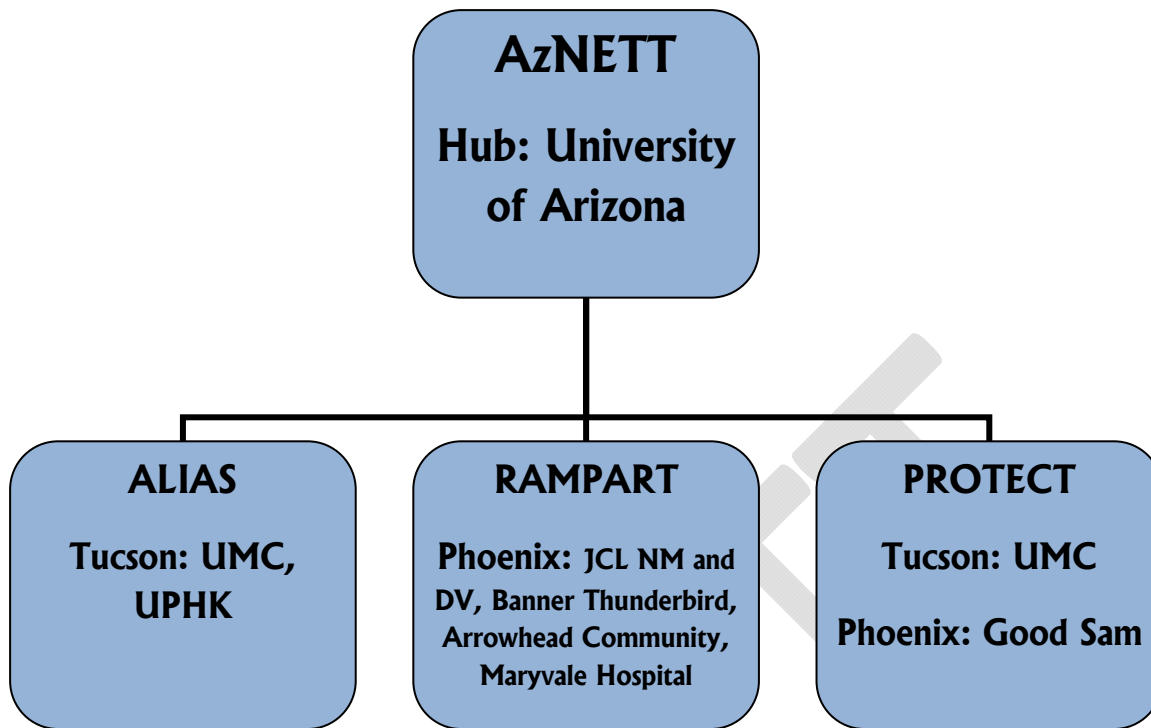 AzNETT
Hub: University
of Arizona
ALIAS
Tucson: UMC,
UPHK
RAMPART
Phoenix: JCL NM and
DV, Banner Thunderbird,
Arrowhead Community,
Maryvale Hospital
PROTECT
Tucson: UMC
Phoenix: Good Sam